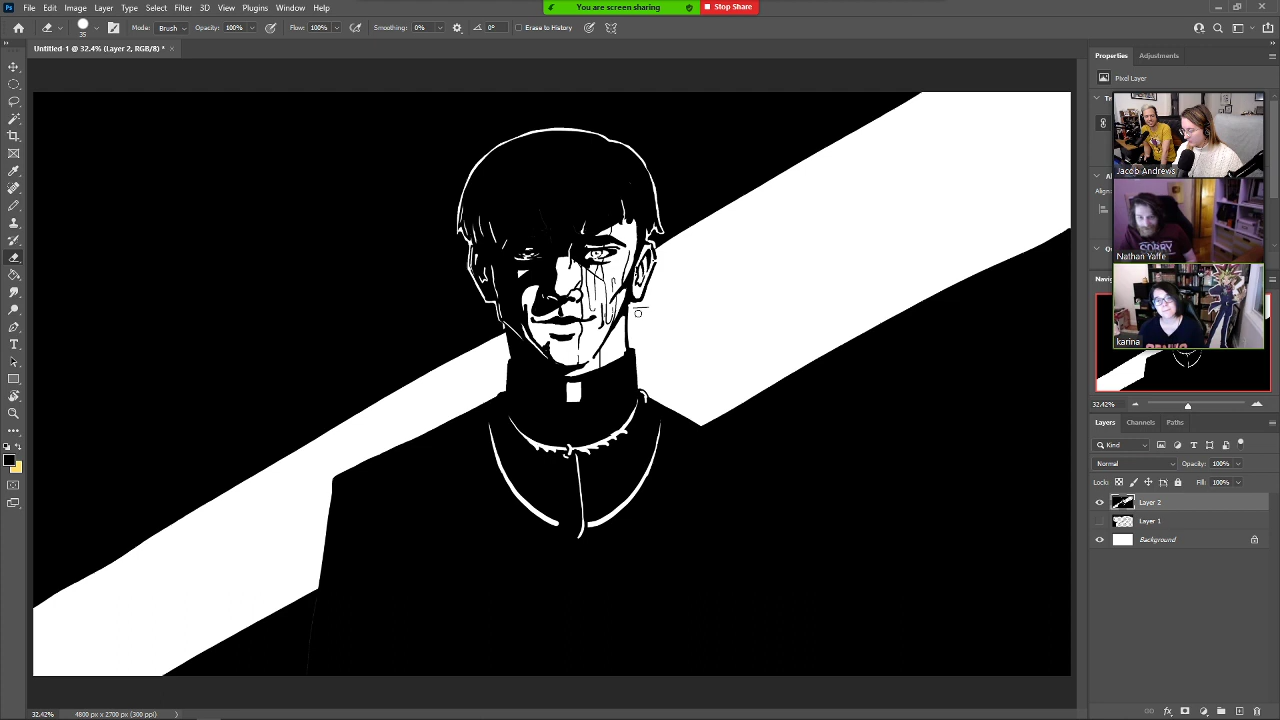 Ps File Edit Image Layer Type Select Filter 3D View Plugins Window Help
You are screen sharing Stop Share
35 Mode: Brush Opacity: 100% Flow: 100% Smoothing: 0% 0° Erase to History
Untitled-1 @ 32.4% (Layer 2, RGB/8) * ×
Properties Adjustments
Pixel Layer
Jacob Andrews
Nathan Yaffe
karina
32.42%
Layers Channels Paths
Kind
Normal Opacity: 100%
Lock: Fill: 100%
Layer 2
Layer 1
Background
32.42% 4800 px x 2700 px (300 ppi)